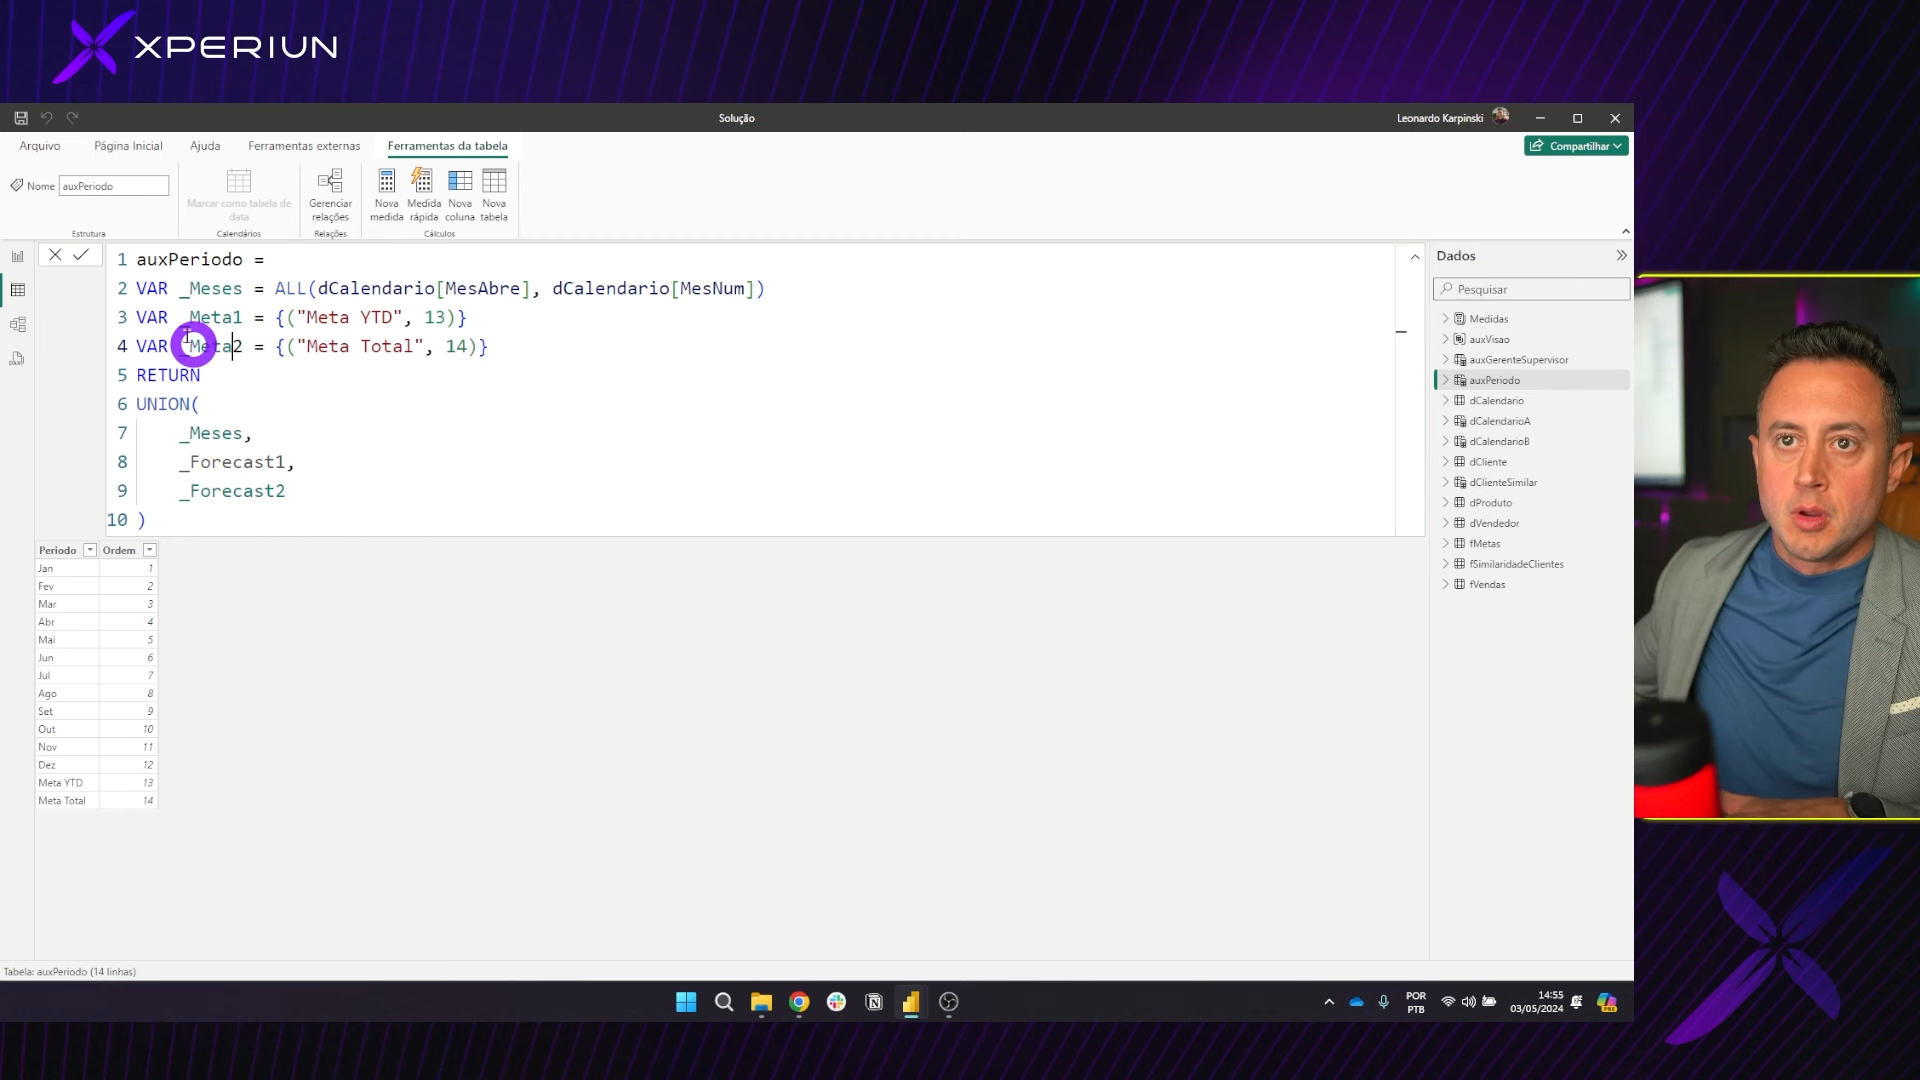 XPERIUN
Solução
Leonardo Karpinski
Arquivo
Página Inicial
Ajuda
Ferramentas externas
Ferramentas da tabela
Compartilhar
Nome
auxPeriodo
Marcar como tabela de
data
Gerenciar
relações
Nova
medida
Medida
rápida
Nova
coluna
Nova
tabela
Estrutura
Calendários
Relações
Cálculos
1 auxPeriodo =
2 VAR _Meses = ALL(dCalendario[MesAbre], dCalendario[MesNum])
3 VAR _Meta1 = {("Meta YTD", 13)}
4 VAR _Meta2 = {("Meta Total", 14)}
5 RETURN
6 UNION(
7 _Meses,
8 _Forecast1,
9 _Forecast2
10 )
Periodo Ordem
Jan 1
Fev 2
Mar 3
Abr 4
Mai 5
Jun 6
Jul 7
Ago 8
Set 9
Out 10
Nov 11
Dez 12
Meta YTD 13
Meta Total 14
Dados
Pesquisar
Medidas
auxVisao
auxGerenteSupervisor
auxPeriodo
dCalendario
dCalendarioA
dCalendarioB
dCliente
dClienteSimilar
dProduto
dVendedor
fMetas
fSimilaridadeClientes
fVendas
Tabela: auxPeriodo (14 linhas)
POR
PTB
14:55
03/05/2024
PRE